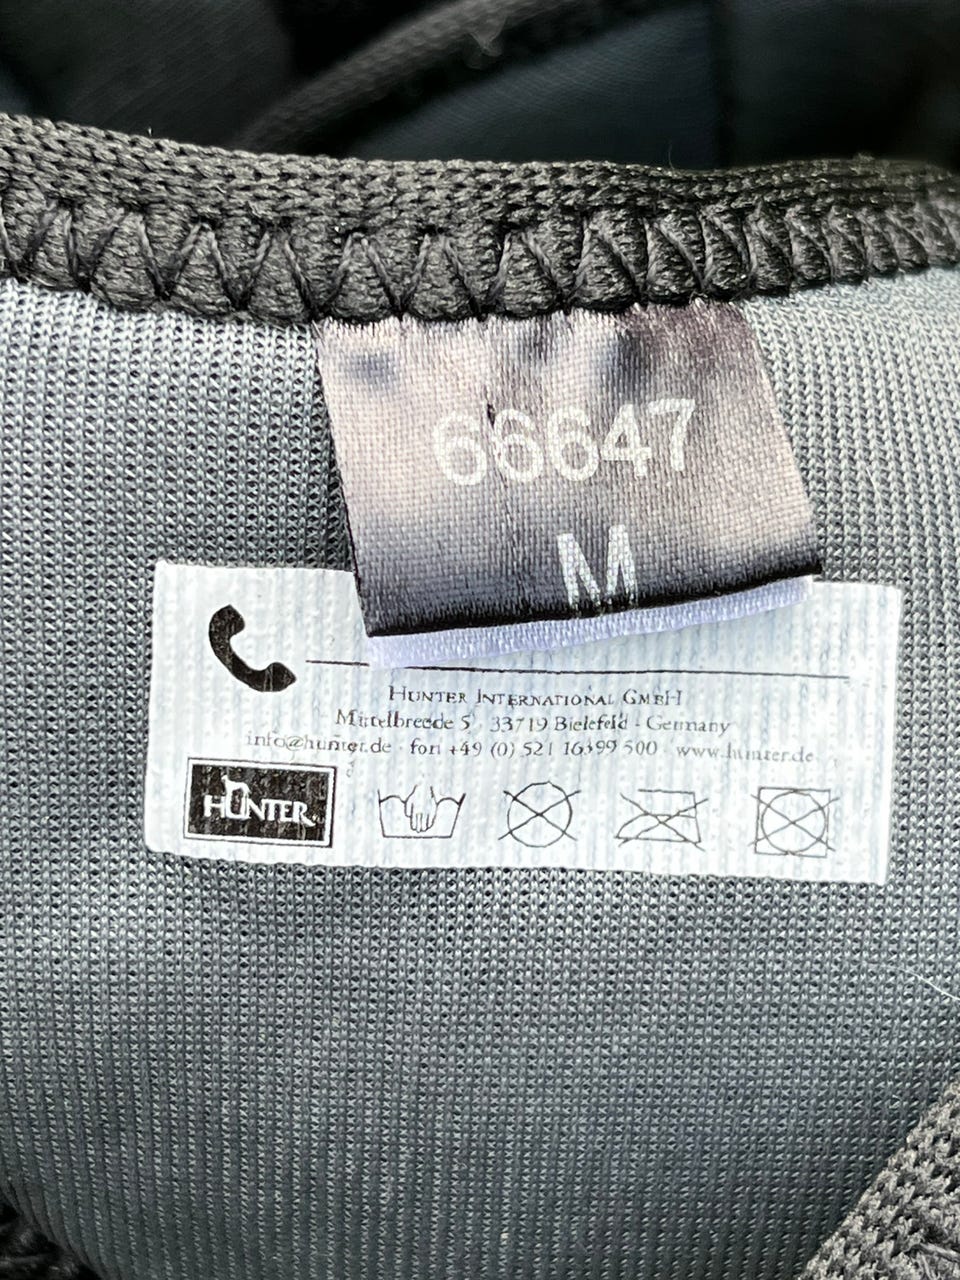 66647
M
HUNTER INTERNATIONAL GMBH
Mittelbreede 5 · 33719 Bielefeld - Germany
info@hunter.de · fon +49 (0) 521 16399 500 · www.hunter.de
HUNTER